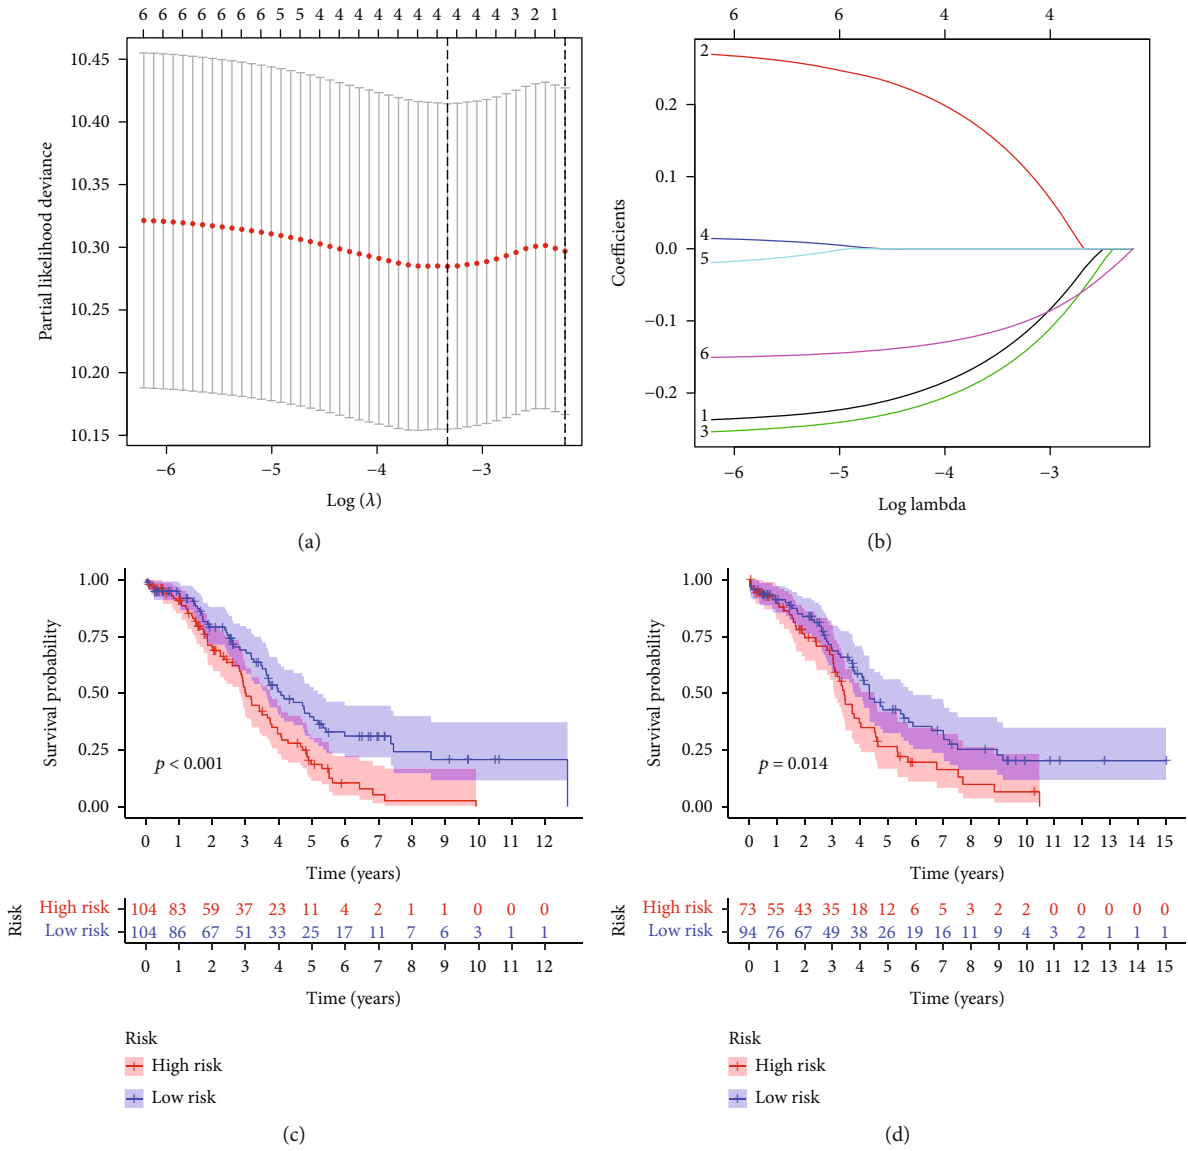 6 6 6 6 6 6 6 5 5 4 4 4 4 4 4 4 4 4 4 3 2 1
10.45
10.40
10.35
10.30
10.25
10.20
10.15
Partial likelihood deviance
−6 −5 −4 −3
Log (λ)
(a)
6 6 4 4
0.2
0.1
0.0
−0.1
−0.2
Coefficients
2
4
5
6
1
3
−6 −5 −4 −3
Log lambda
(b)
1.00
0.75
0.50
0.25
0.00
Survival probability
p < 0.001
0 1 2 3 4 5 6 7 8 9 10 11 12
Time (years)
Risk
High risk 104 83 59 37 23 11 4 2 1 1 0 0 0
Low risk 104 86 67 51 33 25 17 11 7 6 3 1 1
0 1 2 3 4 5 6 7 8 9 10 11 12
Time (years)
Risk
High risk
Low risk
(c)
1.00
0.75
0.50
0.25
0.00
Survival probability
p = 0.014
0 1 2 3 4 5 6 7 8 9 10 11 12 13 14 15
Time (years)
Risk
High risk 73 55 43 35 18 12 6 5 3 2 2 0 0 0 0 0
Low risk 94 76 67 49 38 26 19 16 11 9 4 3 2 1 1 1
0 1 2 3 4 5 6 7 8 9 10 11 12 13 14 15
Time (years)
Risk
High risk
Low risk
(d)